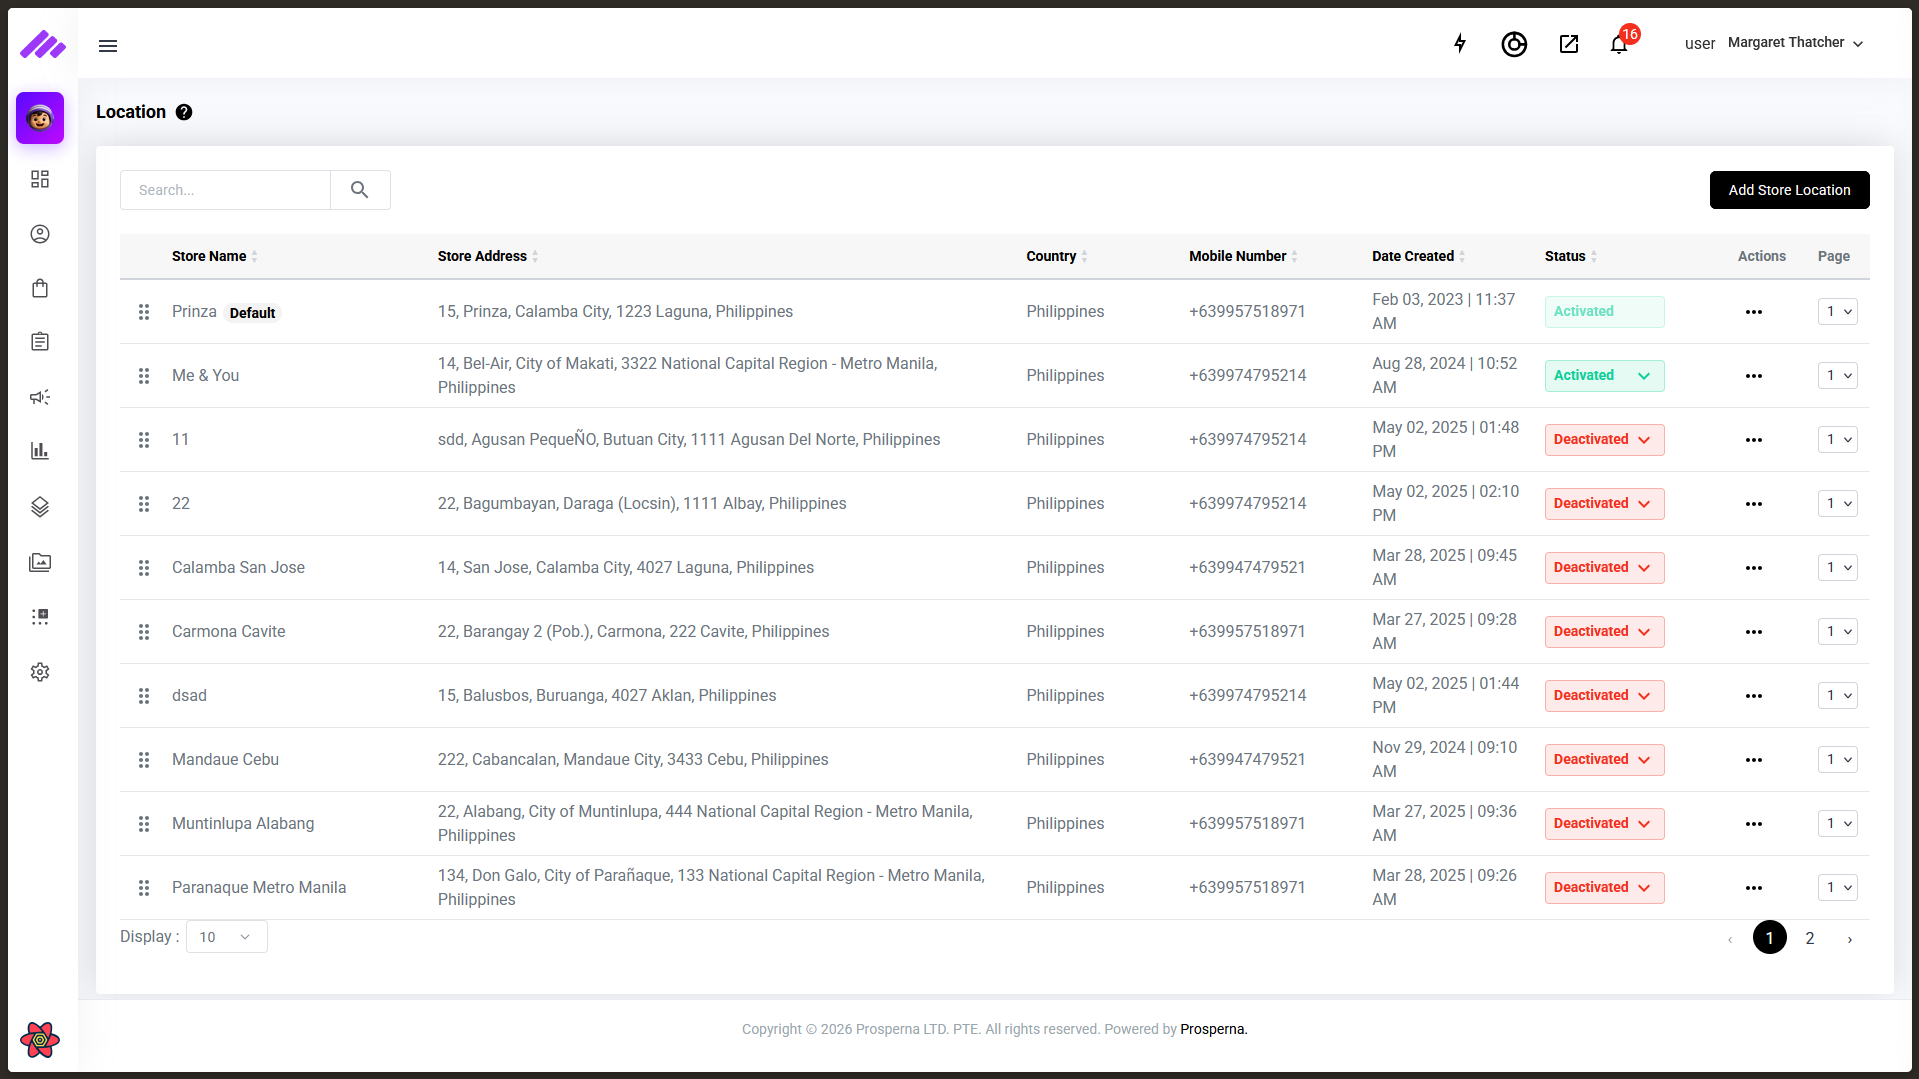 16
user Margaret Thatcher
Location
Search...
Add Store Location
Store Name Store Address Country Mobile Number Date Created Status Actions Page
Prinza Default 15, Prinza, Calamba City, 1223 Laguna, Philippines Philippines +639957518971 Feb 03, 2023 | 11:37 Activated 1
AM
Me & You 14, Bel-Air, City of Makati, 3322 National Capital Region - Metro Manila, Philippines +639974795214 Aug 28, 2024 | 10:52 Activated 1
Philippines AM
11 sdd, Agusan PequeÑO, Butuan City, 1111 Agusan Del Norte, Philippines Philippines +639974795214 May 02, 2025 | 01:48 Deactivated 1
PM
22 22, Bagumbayan, Daraga (Locsin), 1111 Albay, Philippines Philippines +639974795214 May 02, 2025 | 02:10 Deactivated 1
PM
Calamba San Jose 14, San Jose, Calamba City, 4027 Laguna, Philippines Philippines +639947479521 Mar 28, 2025 | 09:45 Deactivated 1
AM
Carmona Cavite 22, Barangay 2 (Pob.), Carmona, 222 Cavite, Philippines Philippines +639957518971 Mar 27, 2025 | 09:28 Deactivated 1
AM
dsad 15, Balusbos, Buruanga, 4027 Aklan, Philippines Philippines +639974795214 May 02, 2025 | 01:44 Deactivated 1
PM
Mandaue Cebu 222, Cabancalan, Mandaue City, 3433 Cebu, Philippines Philippines +639947479521 Nov 29, 2024 | 09:10 Deactivated 1
AM
Muntinlupa Alabang 22, Alabang, City of Muntinlupa, 444 National Capital Region - Metro Manila, Philippines +639957518971 Mar 27, 2025 | 09:36 Deactivated 1
Philippines AM
Paranaque Metro Manila 134, Don Galo, City of Parañaque, 133 National Capital Region - Metro Manila, Philippines +639957518971 Mar 28, 2025 | 09:26 Deactivated 1
Philippines AM
Display : 10 ‹ 1 2 ›
Copyright © 2026 Prosperna LTD. PTE. All rights reserved. Powered by Prosperna.